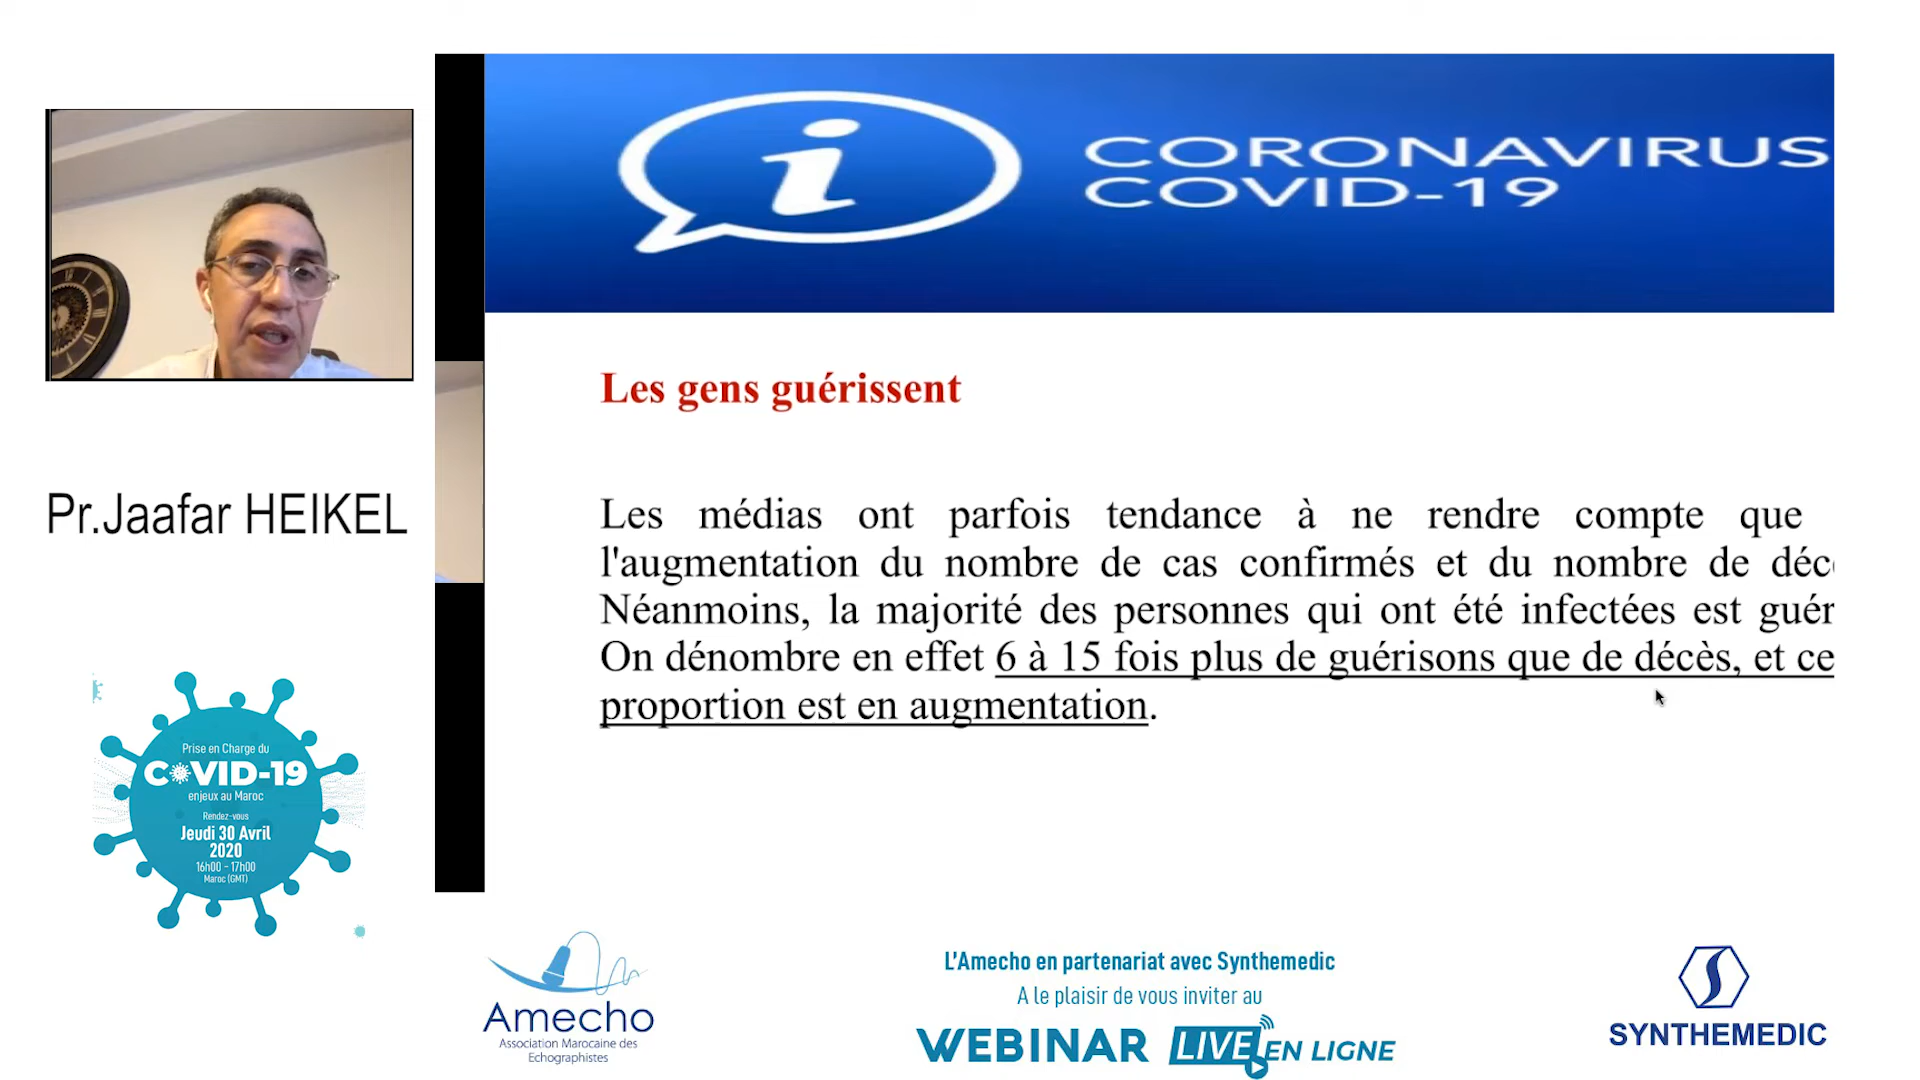 CORONAVIRUS
COVID-19
Les gens guérissent
Les médias ont parfois tendance à ne rendre compte que
l'augmentation du nombre de cas confirmés et du nombre de
Néanmoins, la majorité des personnes qui ont été infectées est
On dénombre en effet 6 à 15 fois plus de guérisons que de décès, et
proportion est en augmentation.
Pr.Jaafar HEIKEL
Prise en Charge du
COVID-19
enjeux au Maroc
Rendez-vous
Jeudi 30 Avril
2020
16h00 - 17h00
Maroc (GMT)
Amecho
Association Marocaine des
Echographistes
L'Amecho en partenariat avec Synthemedic
A le plaisir de vous inviter au
WEBINAR LIVE EN LIGNE
SYNTHEMEDIC